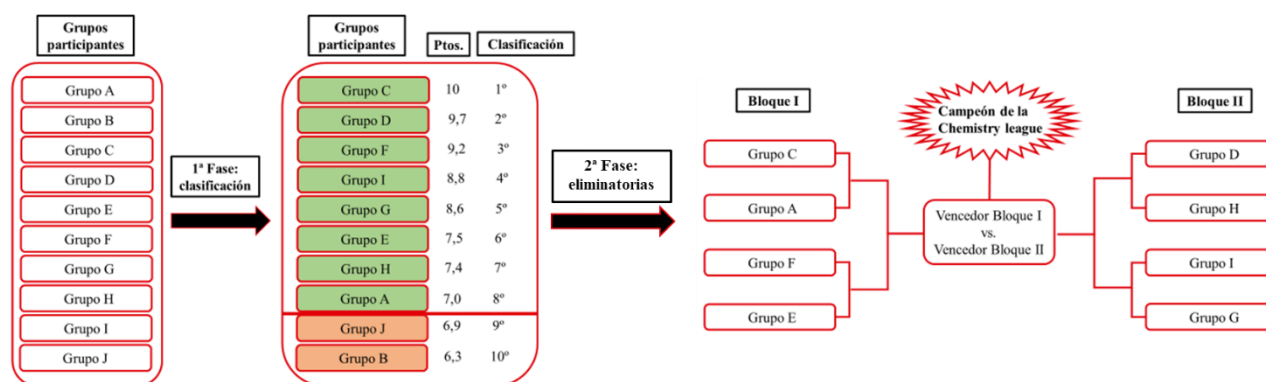 Grupos
participantes
Grupo A
Grupo B
Grupo C
Grupo D
Grupo E
Grupo F
Grupo G
Grupo H
Grupo I
Grupo J
1ª Fase:
clasificación
Grupos
participantes
Ptos.
Clasificación
Grupo C 10 1º
Grupo D 9,7 2º
Grupo F 9,2 3º
Grupo I 8,8 4º
Grupo G 8,6 5º
Grupo E 7,5 6º
Grupo H 7,4 7º
Grupo A 7,0 8º
Grupo J 6,9 9º
Grupo B 6,3 10º
2ª Fase:
eliminatorias
Bloque I
Grupo C
Grupo A
Grupo F
Grupo E
Campeón de la
Chemistry league
Vencedor Bloque I
vs.
Vencedor Bloque II
Bloque II
Grupo D
Grupo H
Grupo I
Grupo G